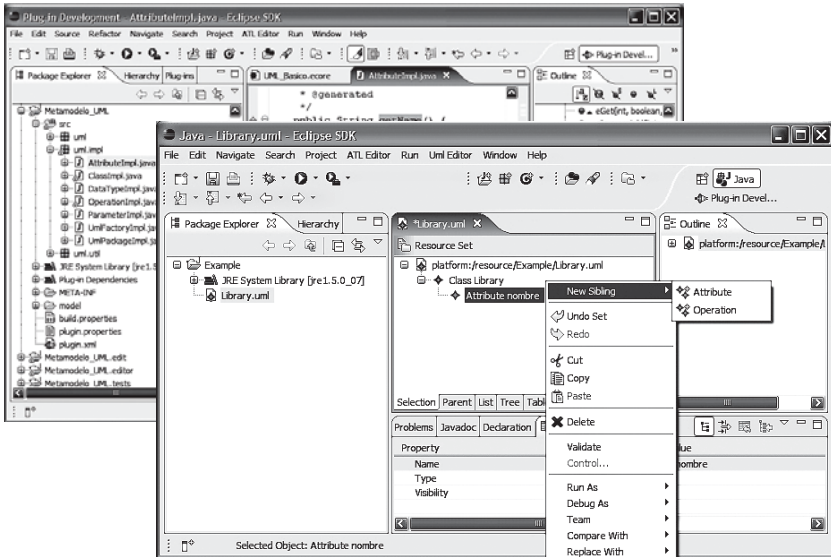 Plug-in Development - AttributeImpl.java - Eclipse SDK
File Edit Source Refactor Navigate Search Project ATL Editor Run Window Help
Plug-in Devel...
Package Explorer Hierarchy Plug-ins
UML_Basico.ecore AttributeImpl.java
Outline
* @generated
*/
public String getName() {
eGet(int, boolean,
Metamodelo_UML
src
uml
uml.impl
AttributeImpl.java
ClassImpl.java
DataTypeImpl.java
OperationImpl.java
ParameterImpl.jav
UmlFactoryImpl.ja
UmlPackageImpl.ja
uml.util
JRE System Library [jre1.5
Plug-in Dependencies
META-INF
model
build.properties
plugin.properties
plugin.xml
Metamodelo_UML.edit
Metamodelo_UML.editor
Metamodelo_UML.tests
Java - Library.uml - Eclipse SDK
File Edit Navigate Search Project ATL Editor Run Uml Editor Window Help
Java
Plug-in Devel...
Package Explorer Hierarchy
*Library.uml
Outline
Resource Set
platform:/resource/Example/L
Example
JRE System Library [jre1.5.0_07]
Library.uml
platform:/resource/Example/Library.uml
Class Library
Attribute nombre
New Sibling
Attribute
Operation
Undo Set
Redo
Cut
Copy
Paste
Delete
Validate
Control...
Run As
Debug As
Team
Compare With
Replace With
Selection Parent List Tree Tabl
Problems Javadoc Declaration
Property
alue
Name
nombre
Type
Visibility
Selected Object: Attribute nombre